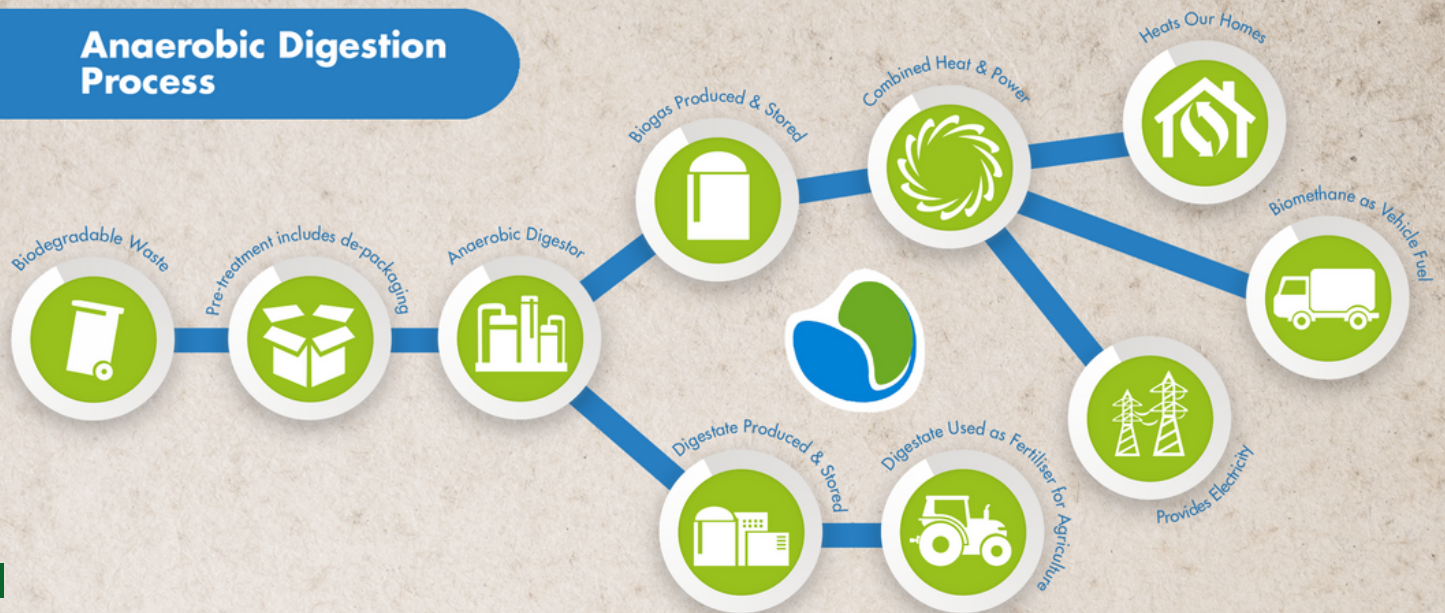 Anaerobic Digestion
Process
Biodegradable Waste
Pre-treatment includes de-packaging
Anaerobic Digestor
Biogas Produced & Stored
Combined Heat & Power
Heats Our Homes
Biomethane as Vehicle Fuel
Provides Electricity
Digestate Produced & Stored
Digestate Used as Fertiliser for Agriculture